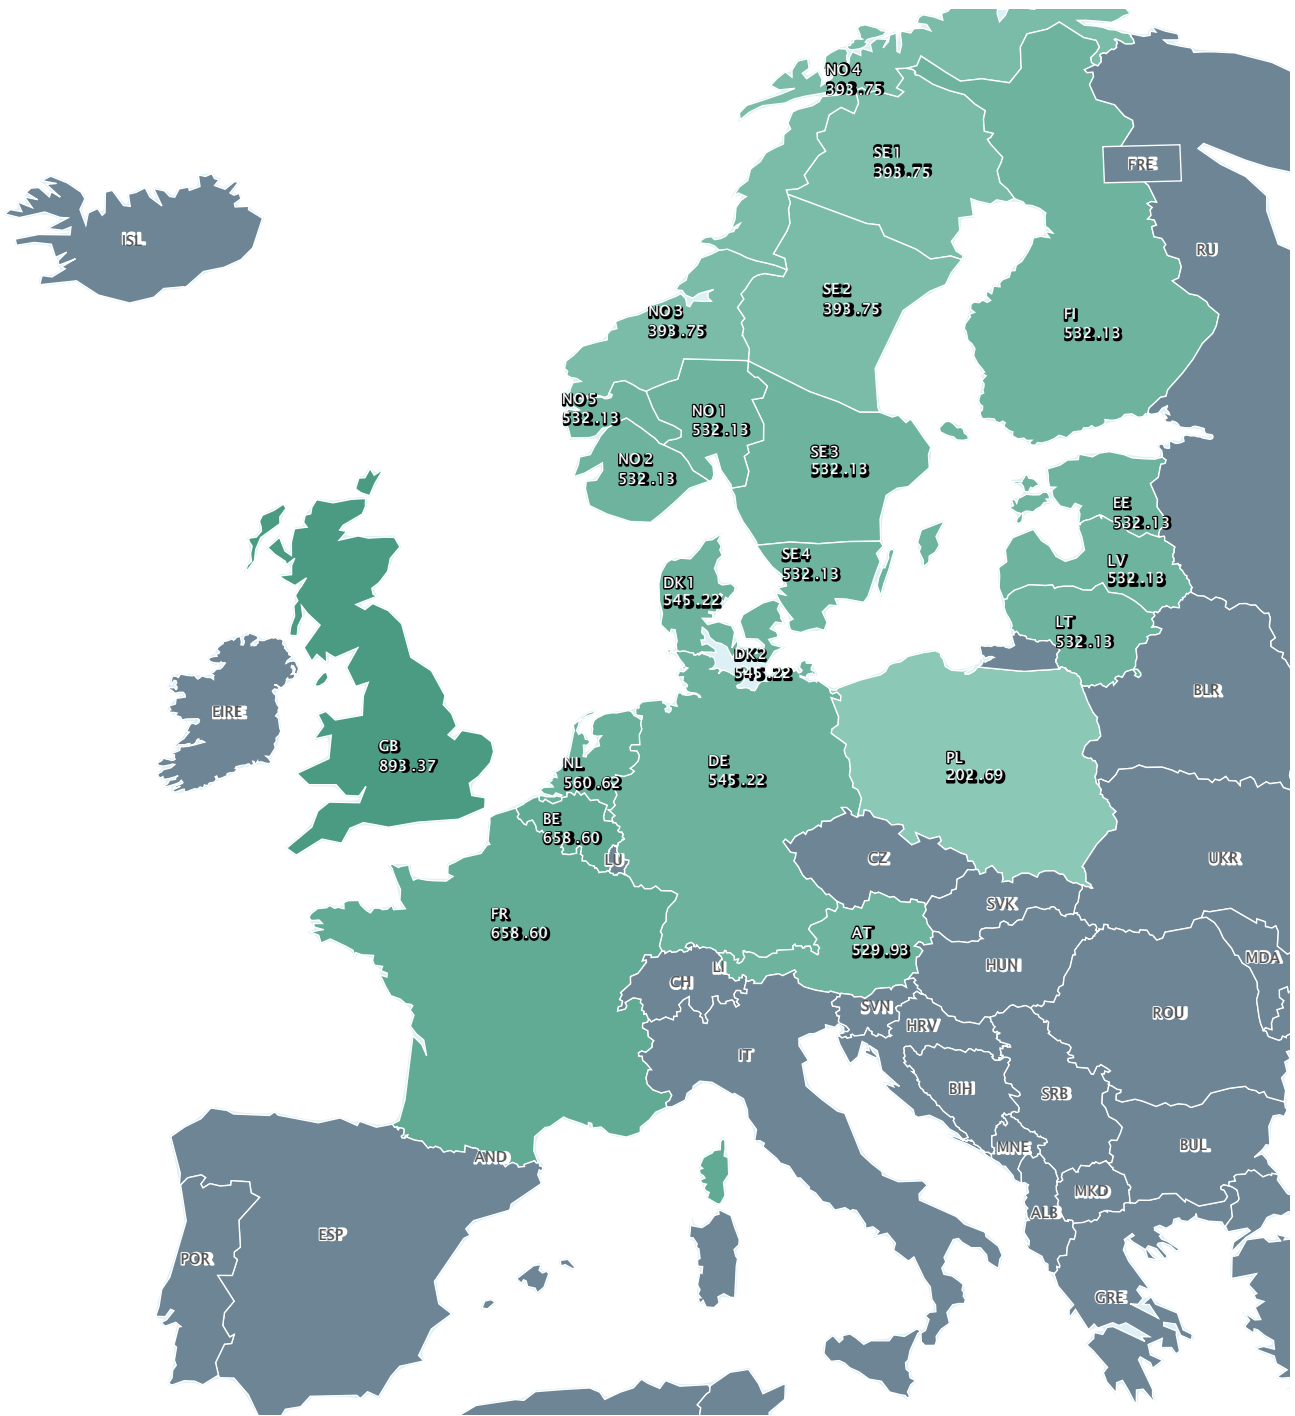 NO4
393.75
SE1
393.75
FRE
ISL
RU
SE2
393.75
NO3
393.75
FI
532.13
NO5
532.13
NO1
532.13
SE3
532.13
NO2
532.13
EE
532.13
SE4
532.13
LV
532.13
DK1
545.22
LT
532.13
DK2
545.22
BLR
EIRE
GB
893.37
NL
560.62
DE
545.22
PL
202.69
BE
658.60
LU
CZ
UKR
SVK
FR
658.60
AT
529.93
MDA
HUN
LI
CH
SVN
ROU
HRV
IT
BIH
SRB
MNE
BUL
AND
MKD
ALB
ESP
POR
GRE